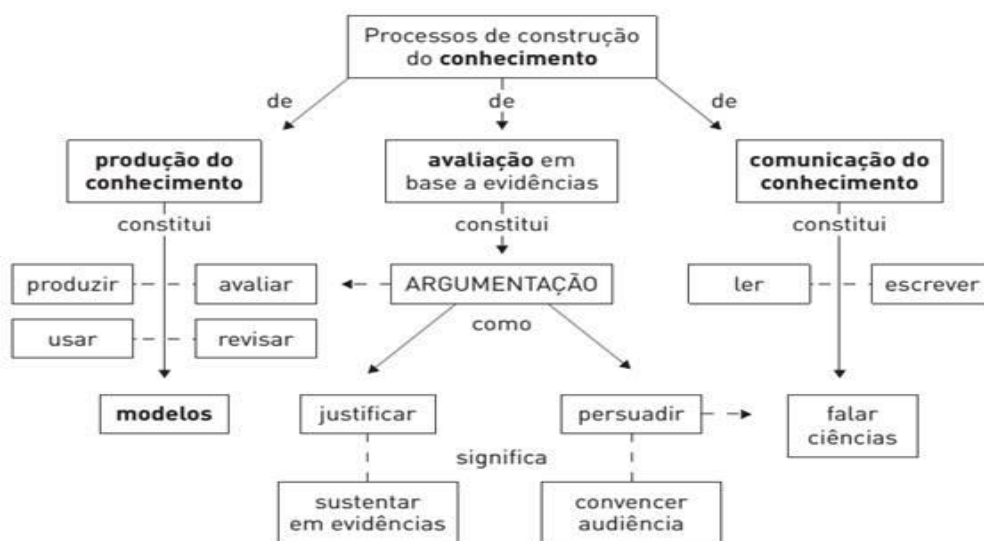 Processos de construção
do conhecimento
de
de
de
produção do
conhecimento
avaliação em
base a evidências
comunicação do
conhecimento
constitui
constitui
constitui
produzir
avaliar
ARGUMENTAÇÃO
ler
escrever
usar
revisar
como
modelos
justificar
persuadir
falar
ciências
significa
sustentar
em evidências
convencer
audiência